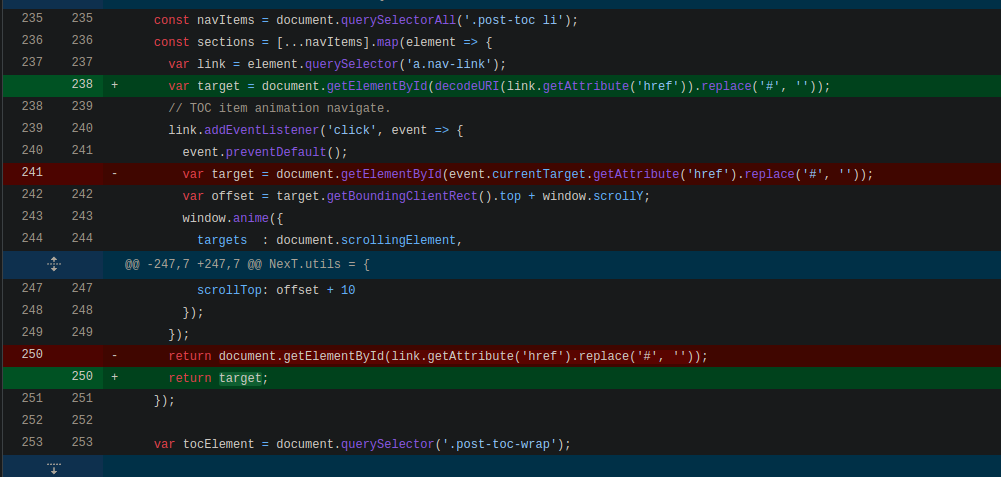 235 235 const navItems = document.querySelectorAll('.post-toc li');
236 236 const sections = [...navItems].map(element => {
237 237 var link = element.querySelector('a.nav-link');
238 + var target = document.getElementById(decodeURI(link.getAttribute('href')).replace('#', ''));
238 239 // TOC item animation navigate.
239 240 link.addEventListener('click', event => {
240 241 event.preventDefault();
241 - var target = document.getElementById(event.currentTarget.getAttribute('href').replace('#', ''));
242 242 var offset = target.getBoundingClientRect().top + window.scrollY;
243 243 window.anime({
244 244 targets  : document.scrollingElement,
@@ -247,7 +247,7 @@ NexT.utils = {
247 247 scrollTop: offset + 10
248 248 });
249 249 });
250 - return document.getElementById(link.getAttribute('href').replace('#', ''));
250 + return target;
251 251 });
252 252
253 253 var tocElement = document.querySelector('.post-toc-wrap');